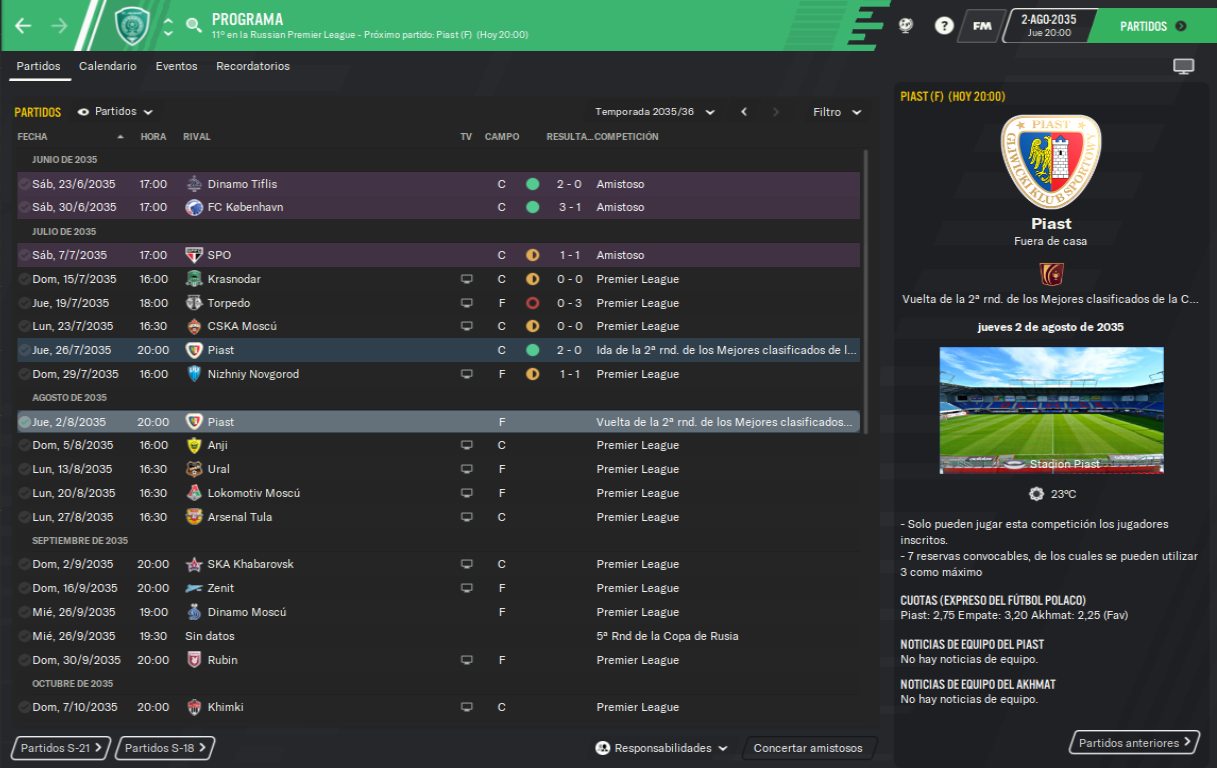 PROGRAMA
11º en la Russian Premier League - Próximo partido: Piast (F) (Hoy 20:00)
FM
2-AGO-2035
Jue 20:00
PARTIDOS
Partidos Calendario Eventos Recordatorios
PARTIDOS Partidos Temporada 2035/36 Filtro
FECHA HORA RIVAL TV CAMPO RESULTA... COMPETICIÓN
JUNIO DE 2035
Sáb, 23/6/2035 17:00 Dinamo Tiflis C 2 - 0 Amistoso
Sáb, 30/6/2035 17:00 FC København C 3 - 1 Amistoso
JULIO DE 2035
Sáb, 7/7/2035 17:00 SPO C 1 - 1 Amistoso
Dom, 15/7/2035 16:00 Krasnodar C 0 - 0 Premier League
Jue, 19/7/2035 18:00 Torpedo F 0 - 3 Premier League
Lun, 23/7/2035 16:30 CSKA Moscú C 0 - 0 Premier League
Jue, 26/7/2035 20:00 Piast C 2 - 0 Ida de la 2ª rnd. de los Mejores clasificados de l...
Dom, 29/7/2035 16:00 Nizhniy Novgorod F 1 - 1 Premier League
AGOSTO DE 2035
Jue, 2/8/2035 20:00 Piast F Vuelta de la 2ª rnd. de los Mejores clasificados...
Dom, 5/8/2035 16:00 Anji C Premier League
Lun, 13/8/2035 16:30 Ural F Premier League
Lun, 20/8/2035 16:30 Lokomotiv Moscú F Premier League
Lun, 27/8/2035 16:30 Arsenal Tula C Premier League
SEPTIEMBRE DE 2035
Dom, 2/9/2035 20:00 SKA Khabarovsk C Premier League
Dom, 16/9/2035 20:00 Zenit F Premier League
Mié, 26/9/2035 19:00 Dinamo Moscú F Premier League
Mié, 26/9/2035 19:30 Sin datos 5ª Rnd de la Copa de Rusia
Dom, 30/9/2035 20:00 Rubin F Premier League
OCTUBRE DE 2035
Dom, 7/10/2035 20:00 Khimki C Premier League
Partidos S-21 Partidos S-18 Responsabilidades Concertar amistosos
PIAST (F) (HOY 20:00)
PIAST
GLIWICKI KLUB SPORTOWY
Piast
Fuera de casa
Vuelta de la 2ª rnd. de los Mejores clasificados de la C...
jueves 2 de agosto de 2035
Stadion Piast
23ºC
- Solo pueden jugar esta competición los jugadores
inscritos.
- 7 reservas convocables, de los cuales se pueden utilizar
3 como máximo
CUOTAS (EXPRESO DEL FÚTBOL POLACO)
Piast: 2,75 Empate: 3,20 Akhmat: 2,25 (Fav)
NOTICIAS DE EQUIPO DEL PIAST
No hay noticias de equipo.
NOTICIAS DE EQUIPO DEL AKHMAT
No hay noticias de equipo.
Partidos anteriores